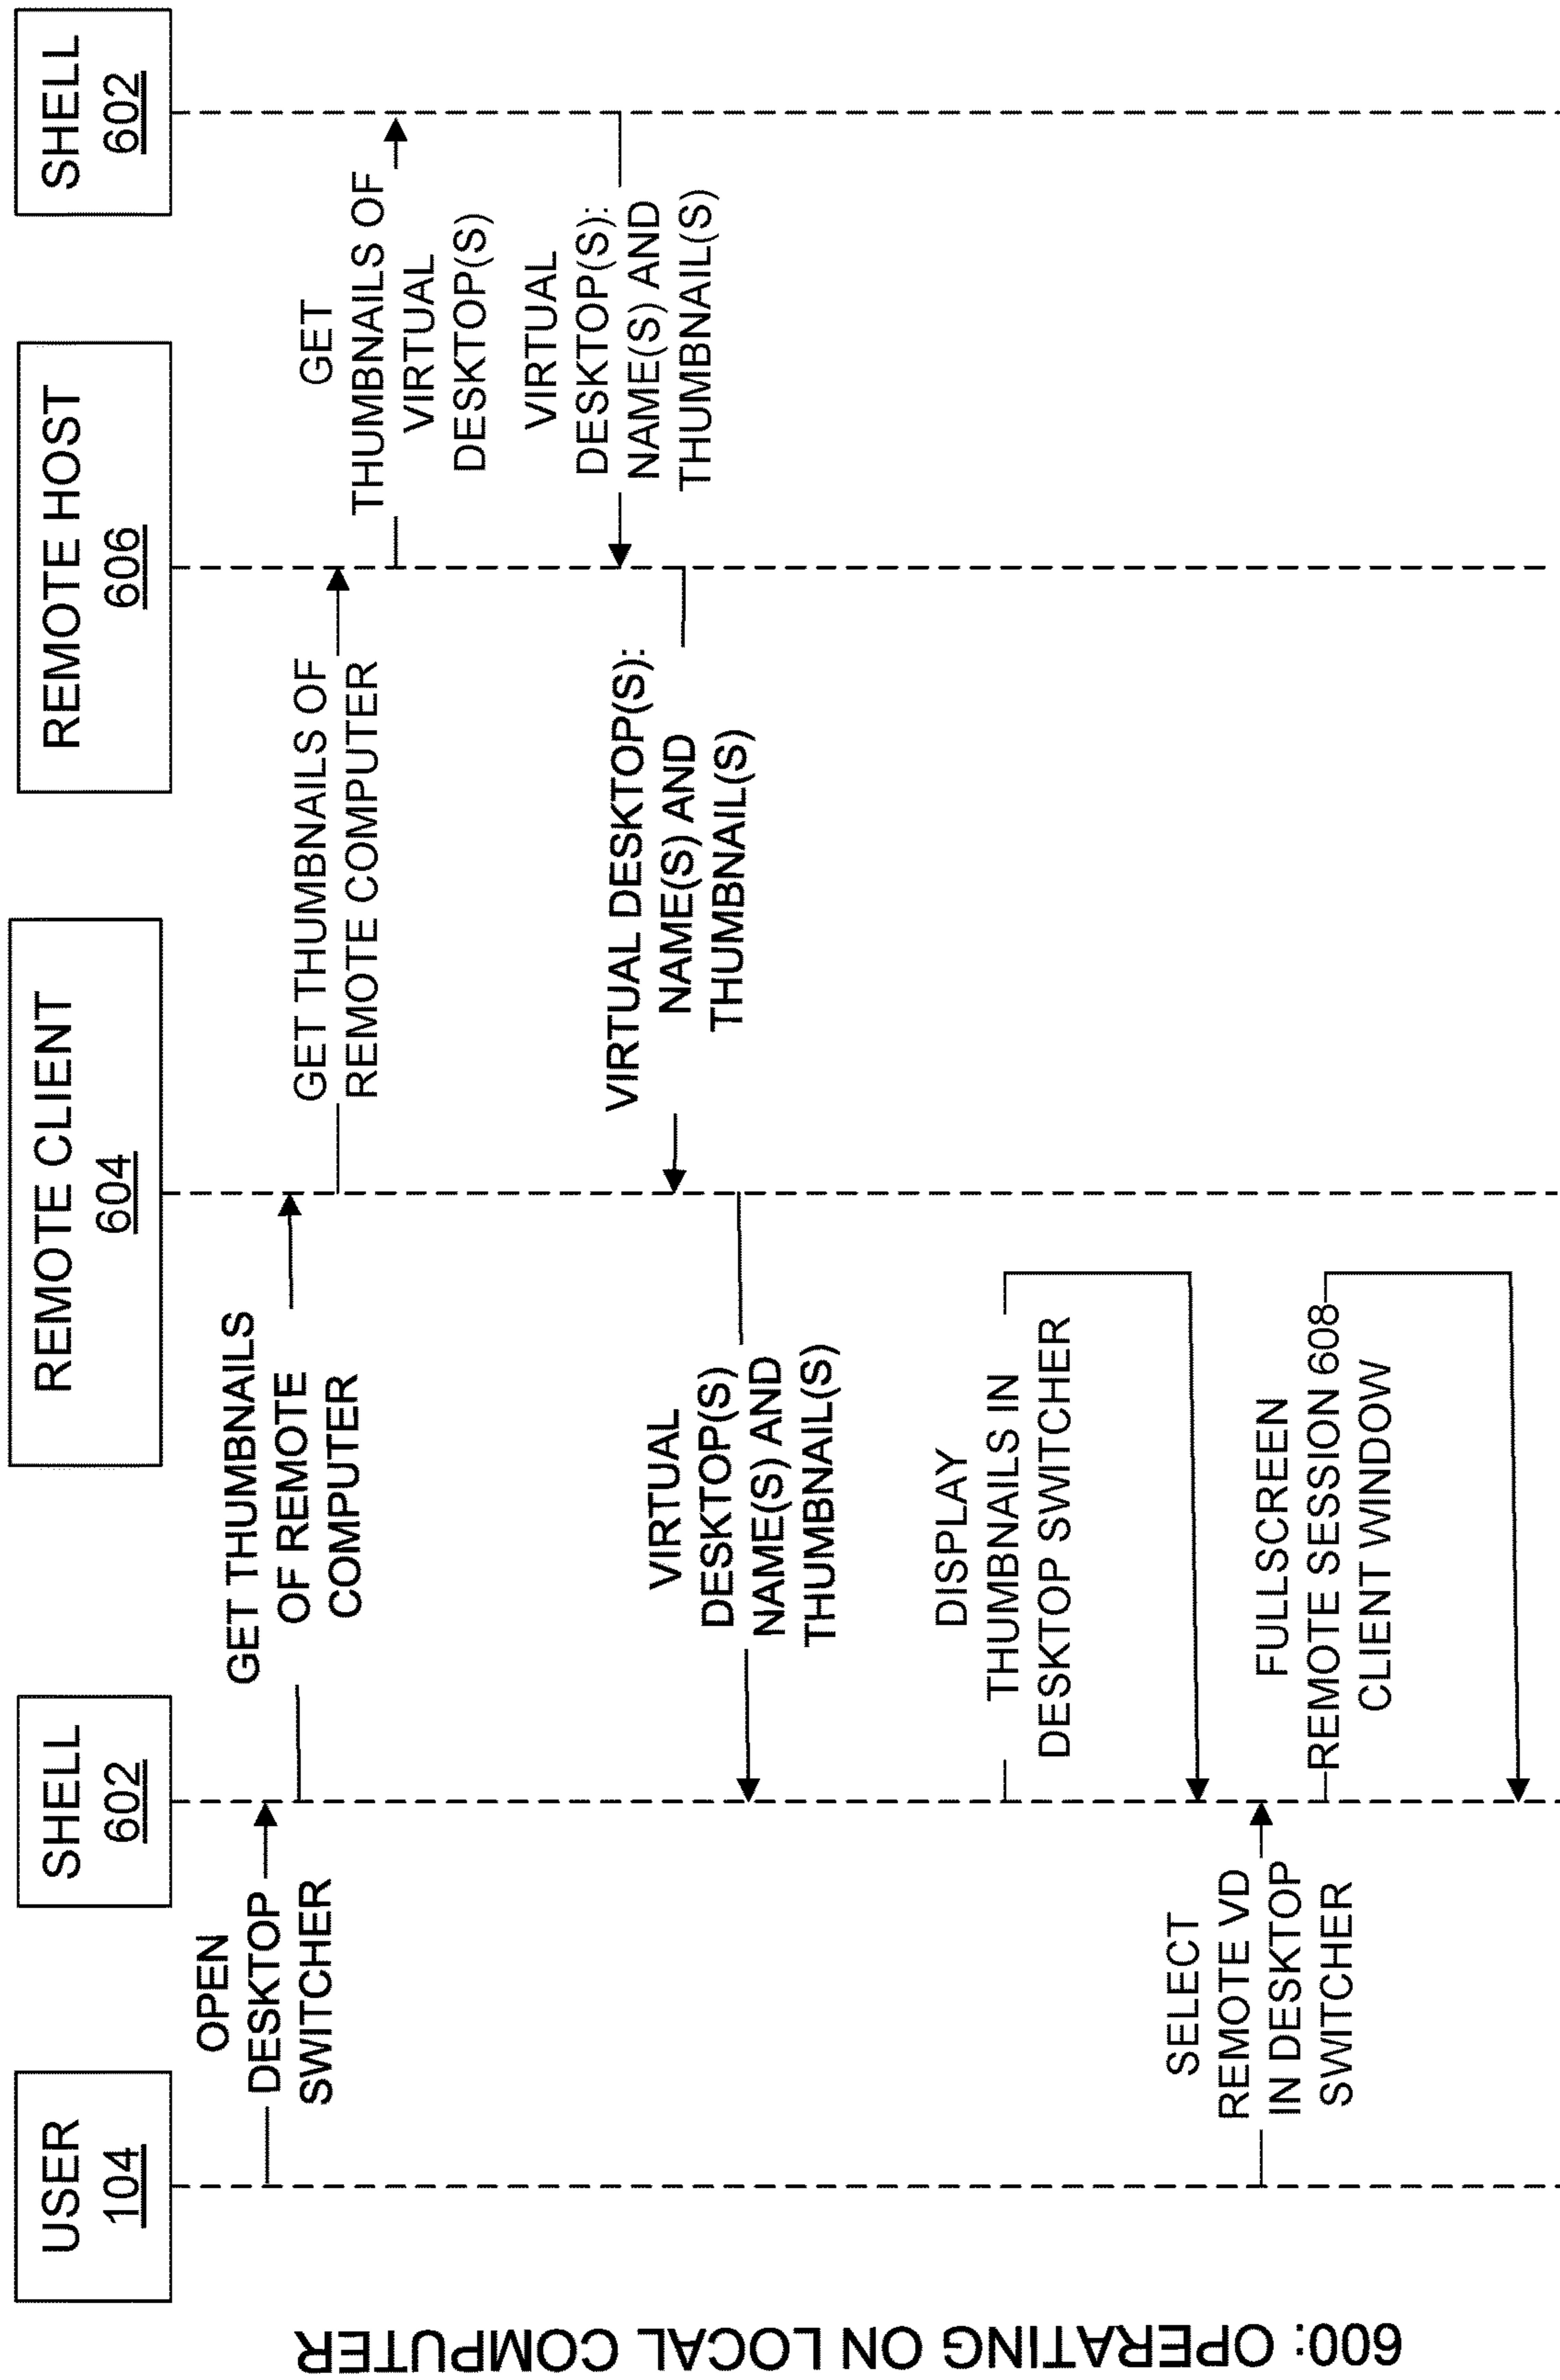 600: OPERATING ON LOCAL COMPUTER
USER
104
SHELL
602
REMOTE CLIENT
604
REMOTE HOST
606
SHELL
602
OPEN
DESKTOP
SWITCHER
GET THUMBNAILS
OF REMOTE
COMPUTER
GET THUMBNAILS OF
REMOTE COMPUTER
GET
THUMBNAILS OF
VIRTUAL
DESKTOP(S)
VIRTUAL
DESKTOP(S):
NAME(S) AND
THUMBNAIL(S)
VIRTUAL DESKTOP(S):
NAME(S) AND
THUMBNAIL(S)
VIRTUAL
DESKTOP(S)
NAME(S) AND
THUMBNAIL(S)
DISPLAY
THUMBNAILS IN
DESKTOP SWITCHER
SELECT
REMOTE VD
IN DESKTOP
SWITCHER
FULLSCREEN
REMOTE SESSION 608
CLIENT WINDOW